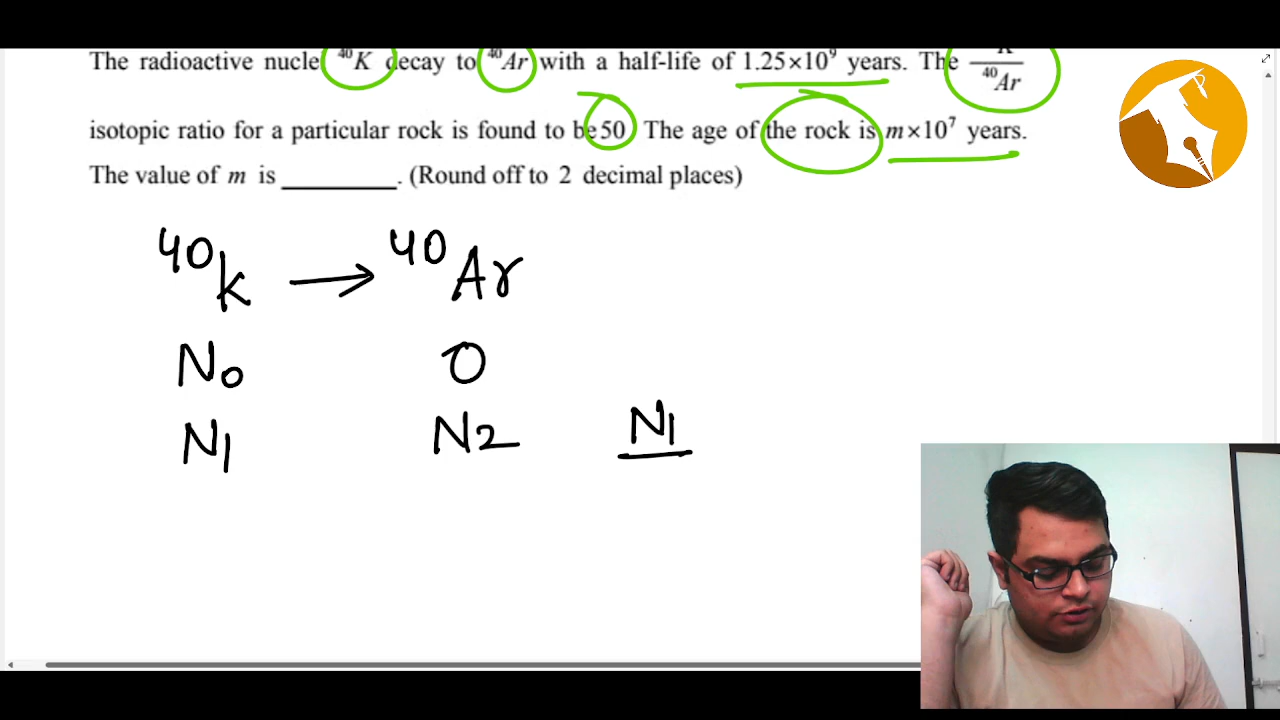 K
The radioactive nuclei ⁴⁰K decay to ⁴⁰Ar with a half-life of 1.25×10⁹ years. The ⁴⁰Ar
isotopic ratio for a particular rock is found to be 50 The age of the rock is m×10⁷ years.
The value of m is ________. (Round off to 2 decimal places)
⁴⁰K → ⁴⁰Ar
N₀ 0
N₁ N₂ N₁